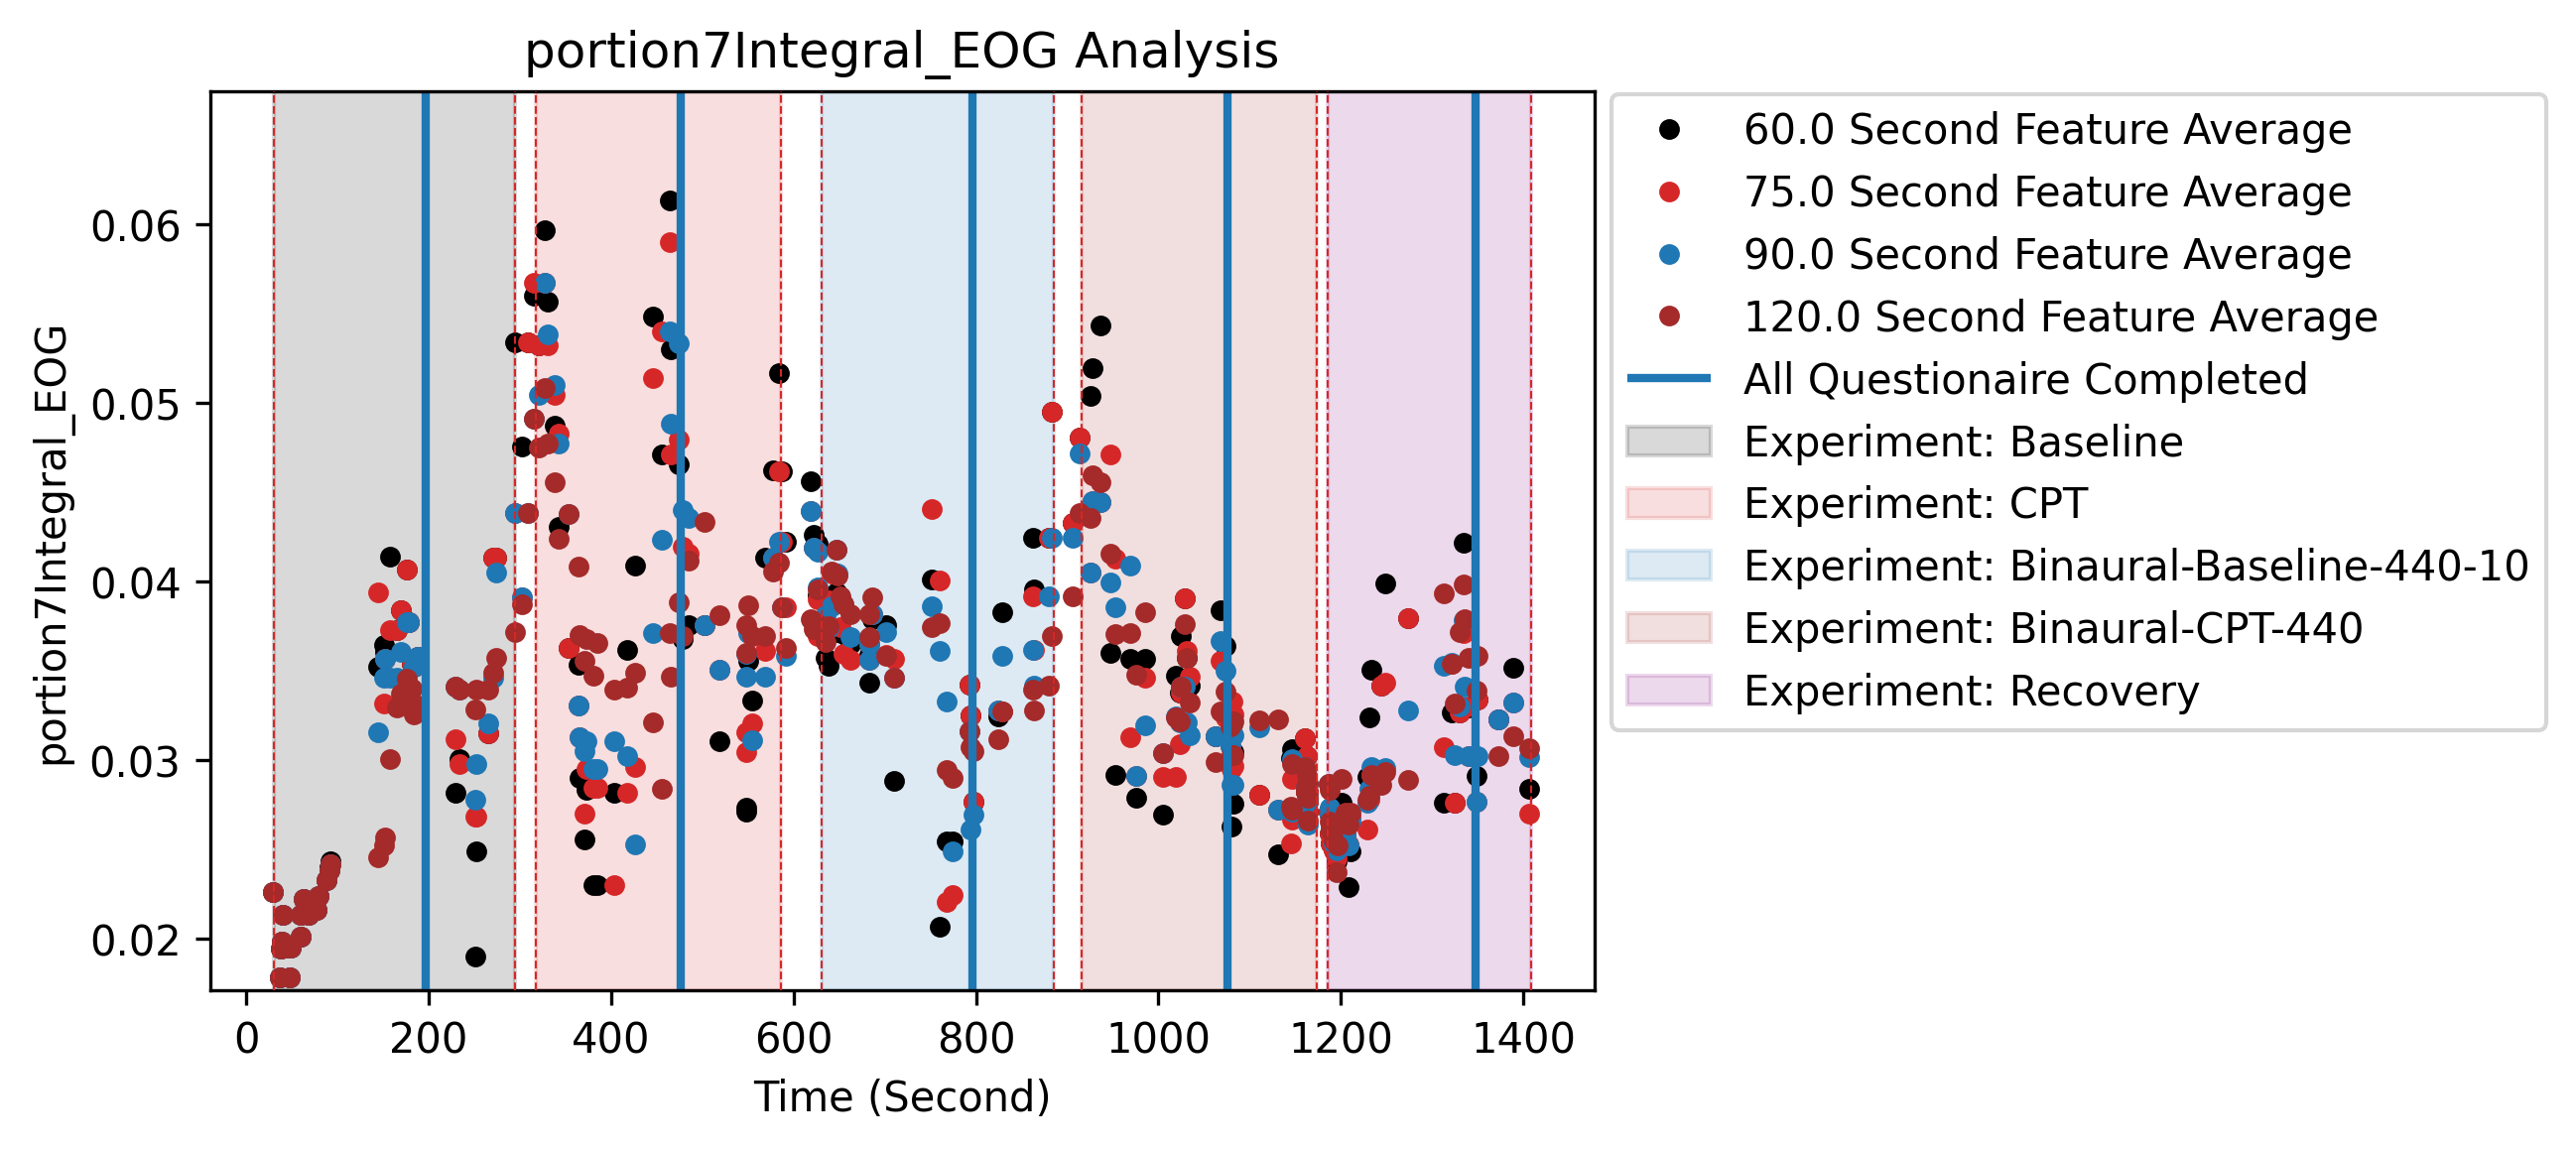 portion7Integral_EOG Analysis
portion7Integral_EOG
0.06
0.05
0.04
0.03
0.02
0
200
400
600
800
1000
1200
1400
Time (Second)
60.0 Second Feature Average
75.0 Second Feature Average
90.0 Second Feature Average
120.0 Second Feature Average
All Questionaire Completed
Experiment: Baseline
Experiment: CPT
Experiment: Binaural-Baseline-440-10
Experiment: Binaural-CPT-440
Experiment: Recovery